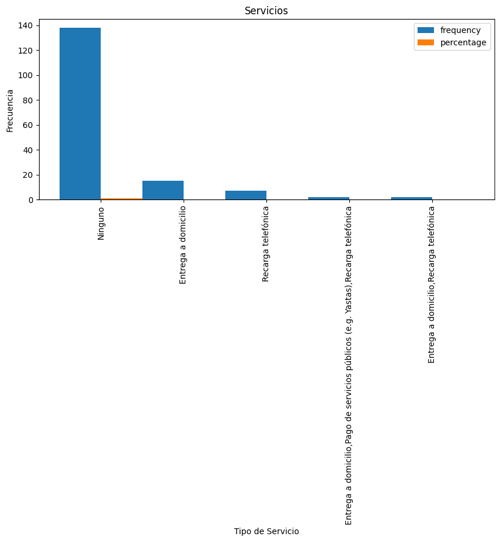 Servicios
frequency
percentage
Frecuencia
140
120
100
80
60
40
20
0
Ninguno
Entrega a domicilio
Recarga telefónica
Entrega a domicilio,Pago de servicios públicos (e.g. Yastas),Recarga telefónica
Entrega a domicilio,Recarga telefónica
Tipo de Servicio